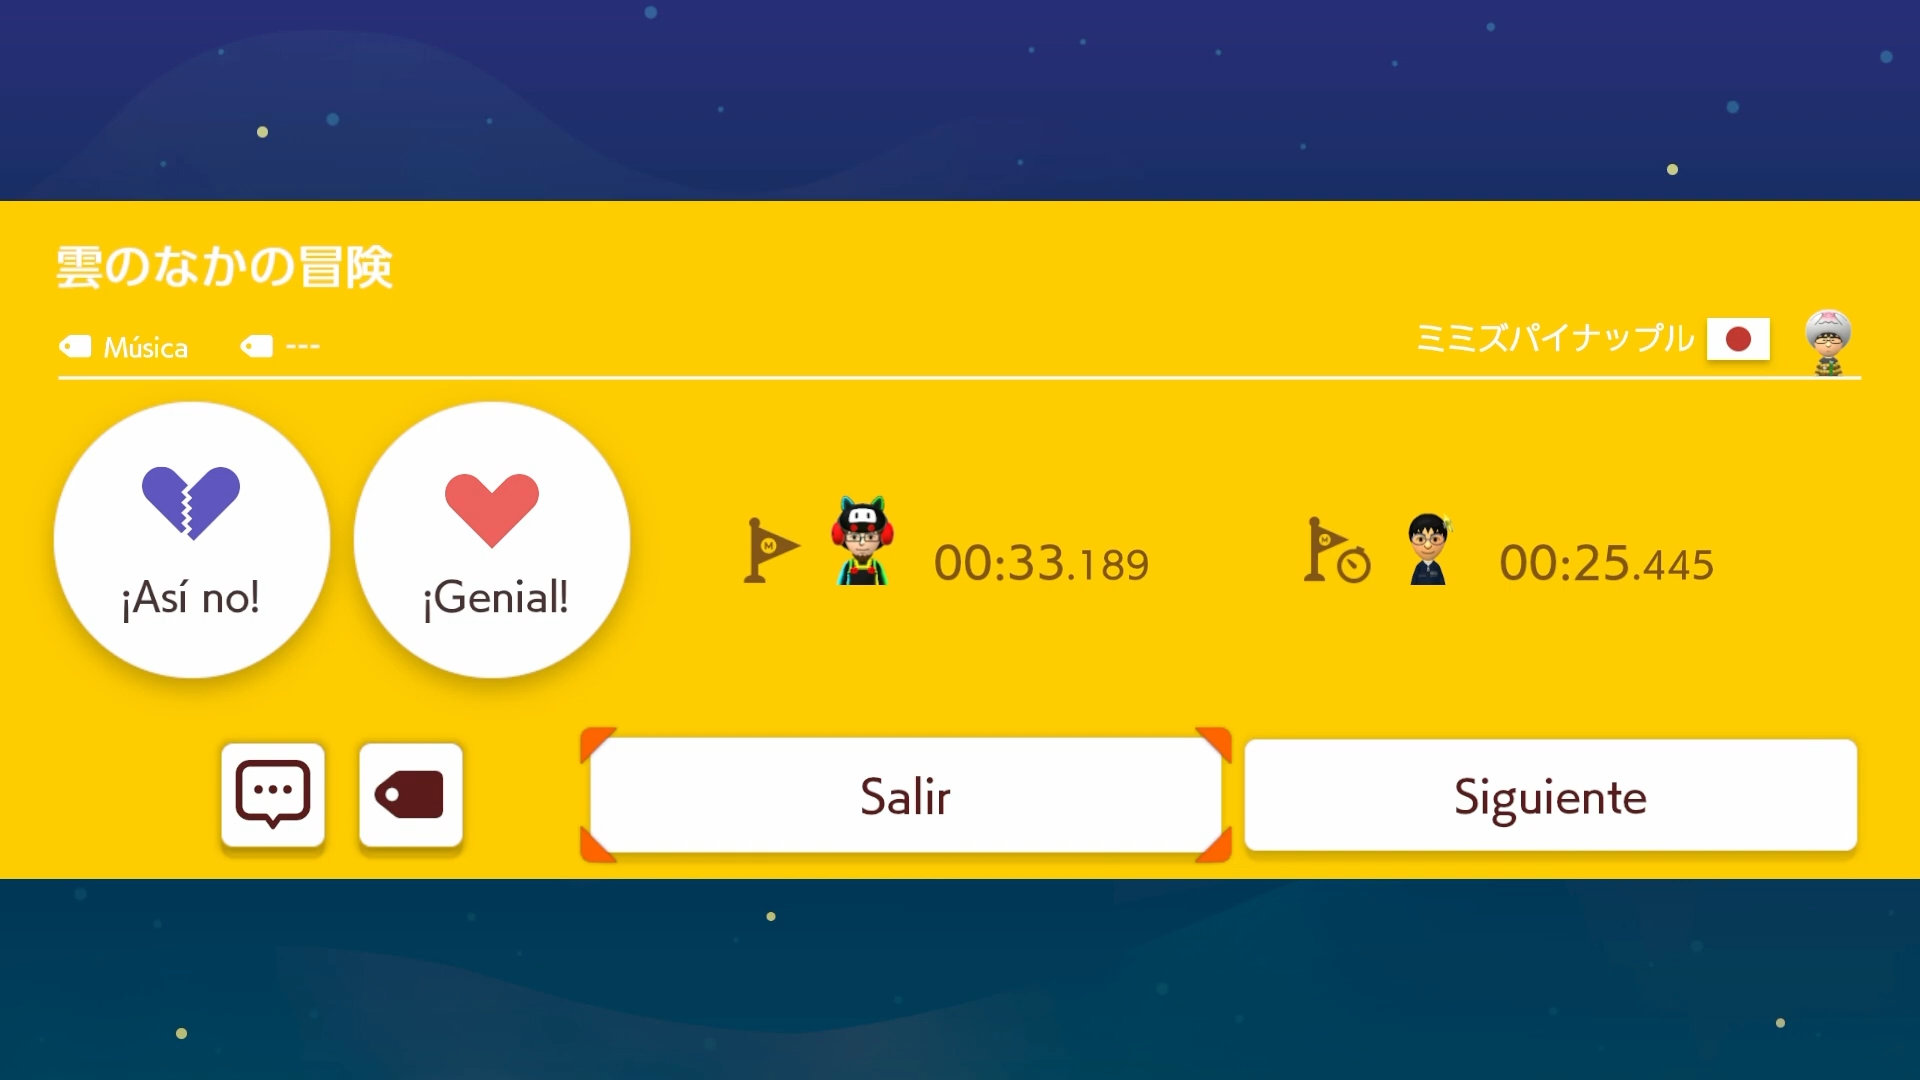 雲のなかの冒険
Música
---
ミミズパイナップル
¡Así no!
¡Genial!
M
00:33.189
M
00:25.445
Salir
Siguiente